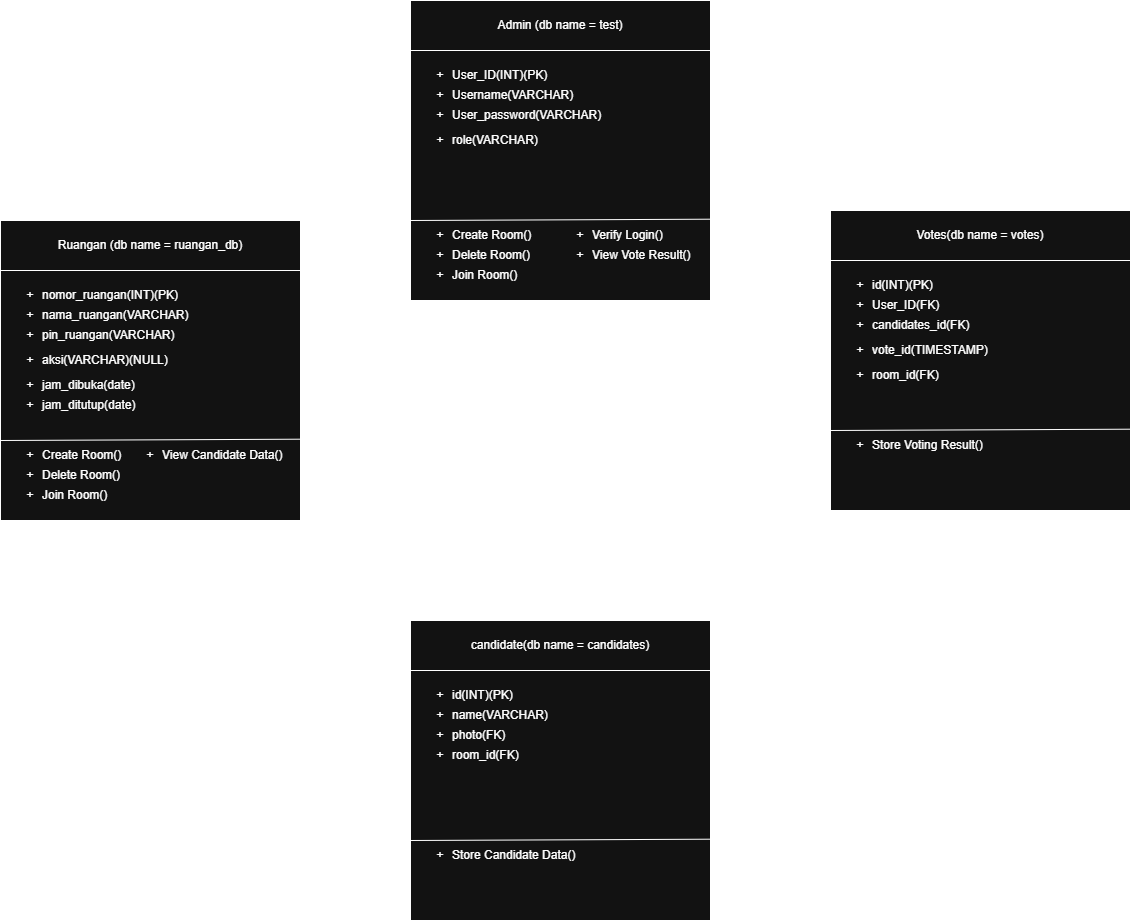 Admin (db name = test)
+ User_ID(INT)(PK)
+ Username(VARCHAR)
+ User_password(VARCHAR)
+ role(VARCHAR)
+ Create Room()
+ Delete Room()
+ Join Room()
+ Verify Login()
+ View Vote Result()
Ruangan (db name = ruangan_db)
+ nomor_ruangan(INT)(PK)
+ nama_ruangan(VARCHAR)
+ pin_ruangan(VARCHAR)
+ aksi(VARCHAR)(NULL)
+ jam_dibuka(date)
+ jam_ditutup(date)
+ Create Room()
+ Delete Room()
+ Join Room()
+ View Candidate Data()
Votes(db name = votes)
+ id(INT)(PK)
+ User_ID(FK)
+ candidates_id(FK)
+ vote_id(TIMESTAMP)
+ room_id(FK)
+ Store Voting Result()
candidate(db name = candidates)
+ id(INT)(PK)
+ name(VARCHAR)
+ photo(FK)
+ room_id(FK)
+ Store Candidate Data()